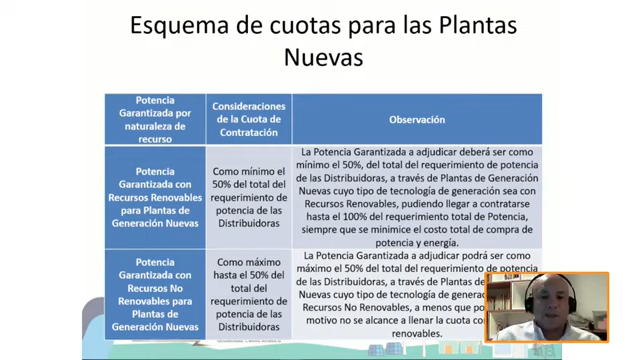 Esquema de cuotas para las Plantas
Nuevas
Potencia
Garantizada por
naturaleza de
recurso
Consideraciones
de la Cuota de
Contratación
Observación
Potencia
Garantizada con
Recursos Renovables
para Plantas de
Generación Nuevas
Como mínimo el
50% del total del
requerimiento de
potencia de las
Distribuidoras
La Potencia Garantizada a adjudicar deberá ser como
mínimo el 50%, del total del requerimiento de potencia
de las Distribuidoras, a través de Plantas de Generación
Nuevas cuyo tipo de tecnología de generación sea con
Recursos Renovables, pudiendo llegar a contratarse
hasta el 100% del requerimiento total de Potencia,
siempre que se minimice el costo total de compra de
potencia y energía.
Potencia
Garantizada con
Recursos No
Renovables para
Plantas de
Generación Nuevas
Como máximo
hasta el 50% del
total del
requerimiento de
potencia de las
Distribuidoras
La Potencia Garantizada a adjudicar podrá ser como
máximo el 50% del total del requerimiento de potencia
de las Distribuidoras, a través de Plantas de
Nuevas cuyo tipo de tecnología de
Recursos No Renovables, a menos que
motivo no se alcance a llenar la cuota
renovables.